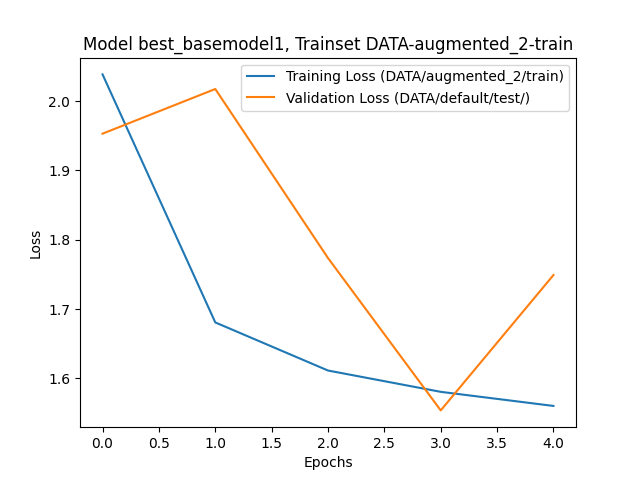 Model best_basemodel1, Trainset DATA-augmented_2-train
Training Loss (DATA/augmented_2/train)
Validation Loss (DATA/default/test/)
Loss
2.0
1.9
1.8
1.7
1.6
0.0 0.5 1.0 1.5 2.0 2.5 3.0 3.5 4.0
Epochs